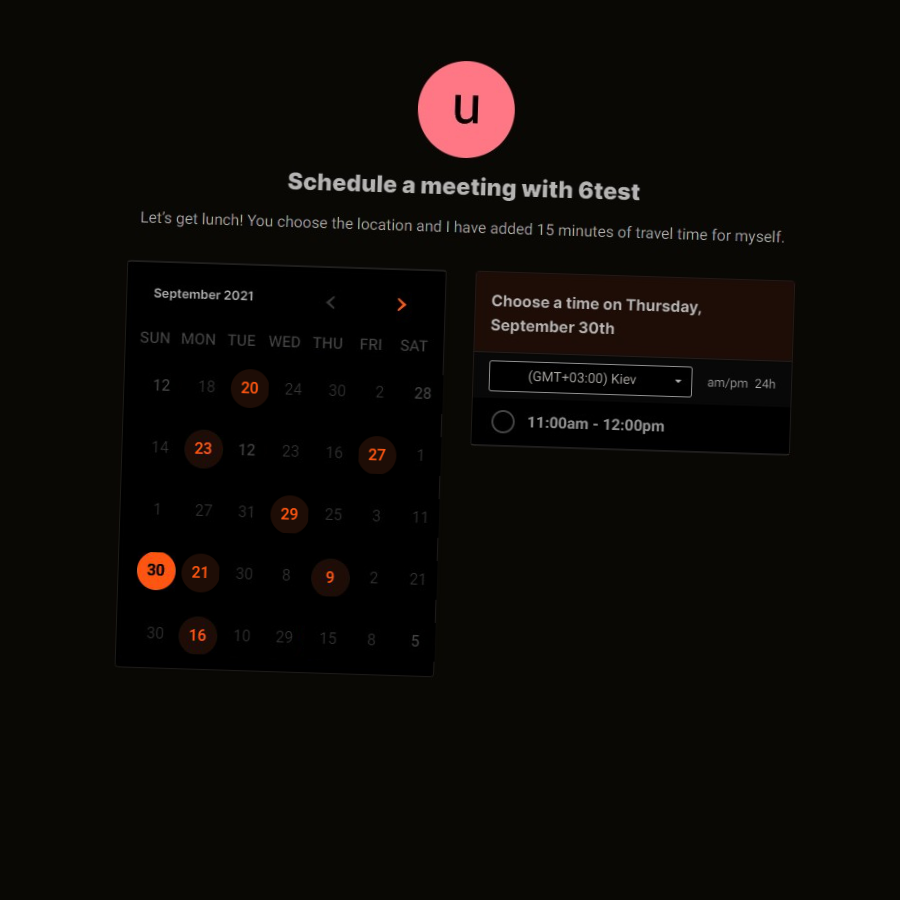 u
Schedule a meeting with 6test
Let's get lunch! You choose the location and I have added 15 minutes of travel time for myself.
September 2021
SUN MON TUE WED THU FRI SAT
12 18 20 24 30 2 28
14 23 12 23 16 27 1
1 27 31 29 25 3 11
30 21 30 8 9 2 21
30 16 10 29 15 8 5
Choose a time on Thursday,
September 30th
(GMT+03:00) Kiev am/pm 24h
11:00am - 12:00pm